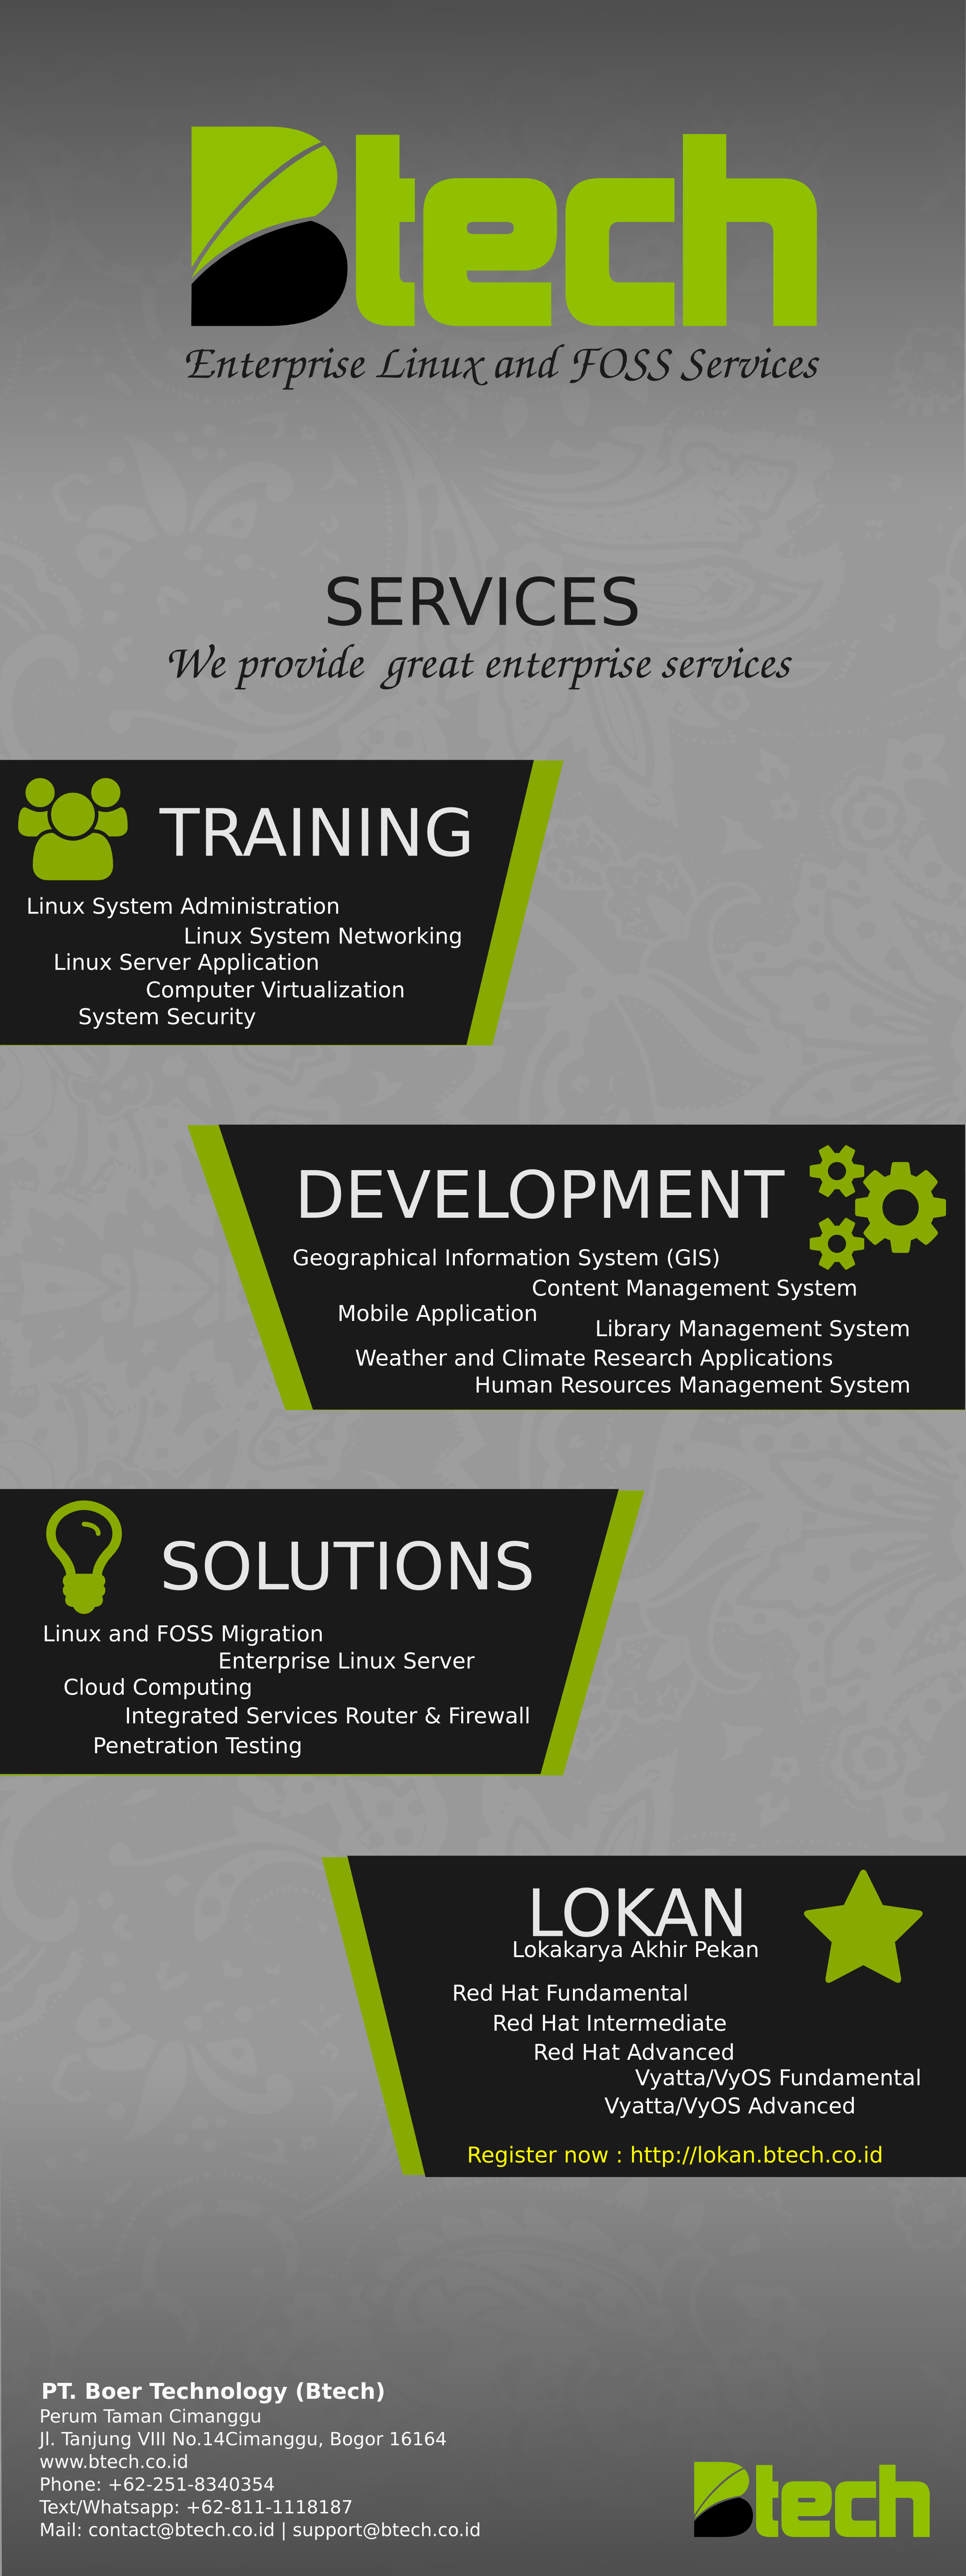 Btech
Enterprise Linux and FOSS Services
SERVICES
We provide great enterprise services
TRAINING
Linux System Administration
Linux System Networking
Linux Server Application
Computer Virtualization
System Security
DEVELOPMENT
Geographical Information System (GIS)
Content Management System
Mobile Application
Library Management System
Weather and Climate Research Applications
Human Resources Management System
SOLUTIONS
Linux and FOSS Migration
Enterprise Linux Server
Cloud Computing
Integrated Services Router & Firewall
Penetration Testing
LOKAN
Lokakarya Akhir Pekan
Red Hat Fundamental
Red Hat Intermediate
Red Hat Advanced
Vyatta/VyOS Fundamental
Vyatta/VyOS Advanced
Register now : http://lokan.btech.co.id
PT. Boer Technology (Btech)
Perum Taman Cimanggu
Jl. Tanjung VIII No.14Cimanggu, Bogor 16164
www.btech.co.id
Phone: +62-251-8340354
Text/Whatsapp: +62-811-1118187
Mail: contact@btech.co.id | support@btech.co.id
Btech